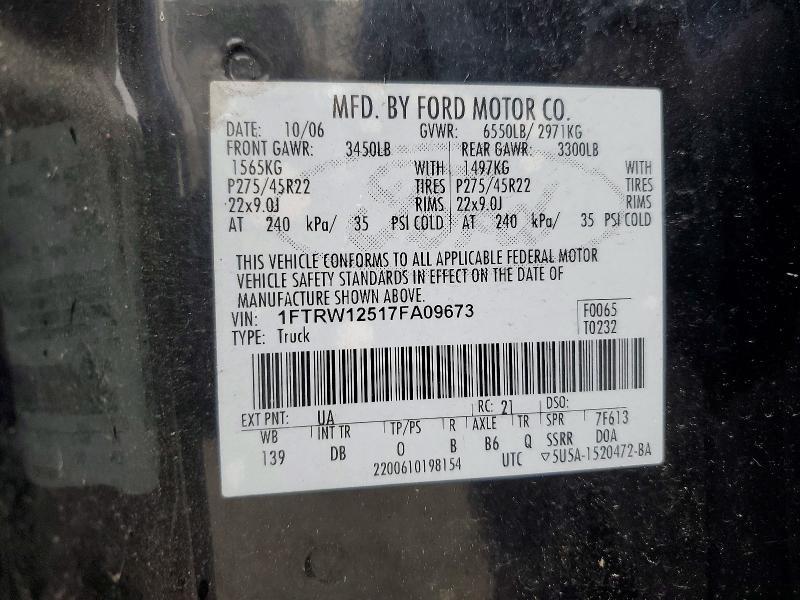 MFD. BY FORD MOTOR CO.
DATE: 10/06 GVWR: 6550LB/ 2971KG
FRONT GAWR: 3450LB REAR GAWR: 3300LB
1565KG WITH 1497KG WITH
P275/45R22 TIRES P275/45R22 TIRES
22x9.0J RIMS 22x9.0J RIMS
AT 240 kPa/ 35 PSI COLD AT 240 kPa/ 35 PSI COLD
THIS VEHICLE CONFORMS TO ALL APPLICABLE FEDERAL MOTOR
VEHICLE SAFETY STANDARDS IN EFFECT ON THE DATE OF
MANUFACTURE SHOWN ABOVE.
VIN: 1FTRW12517FA09673 F0065
TYPE: Truck T0232
EXT PNT: UA RC: 21 DSO:
WB INT TR TP/PS R AXLE TR SPR 7F613
139 DB O B B6 Q SSRR DOA
2200610198154 UTC ▽5U5A-1520472-BA